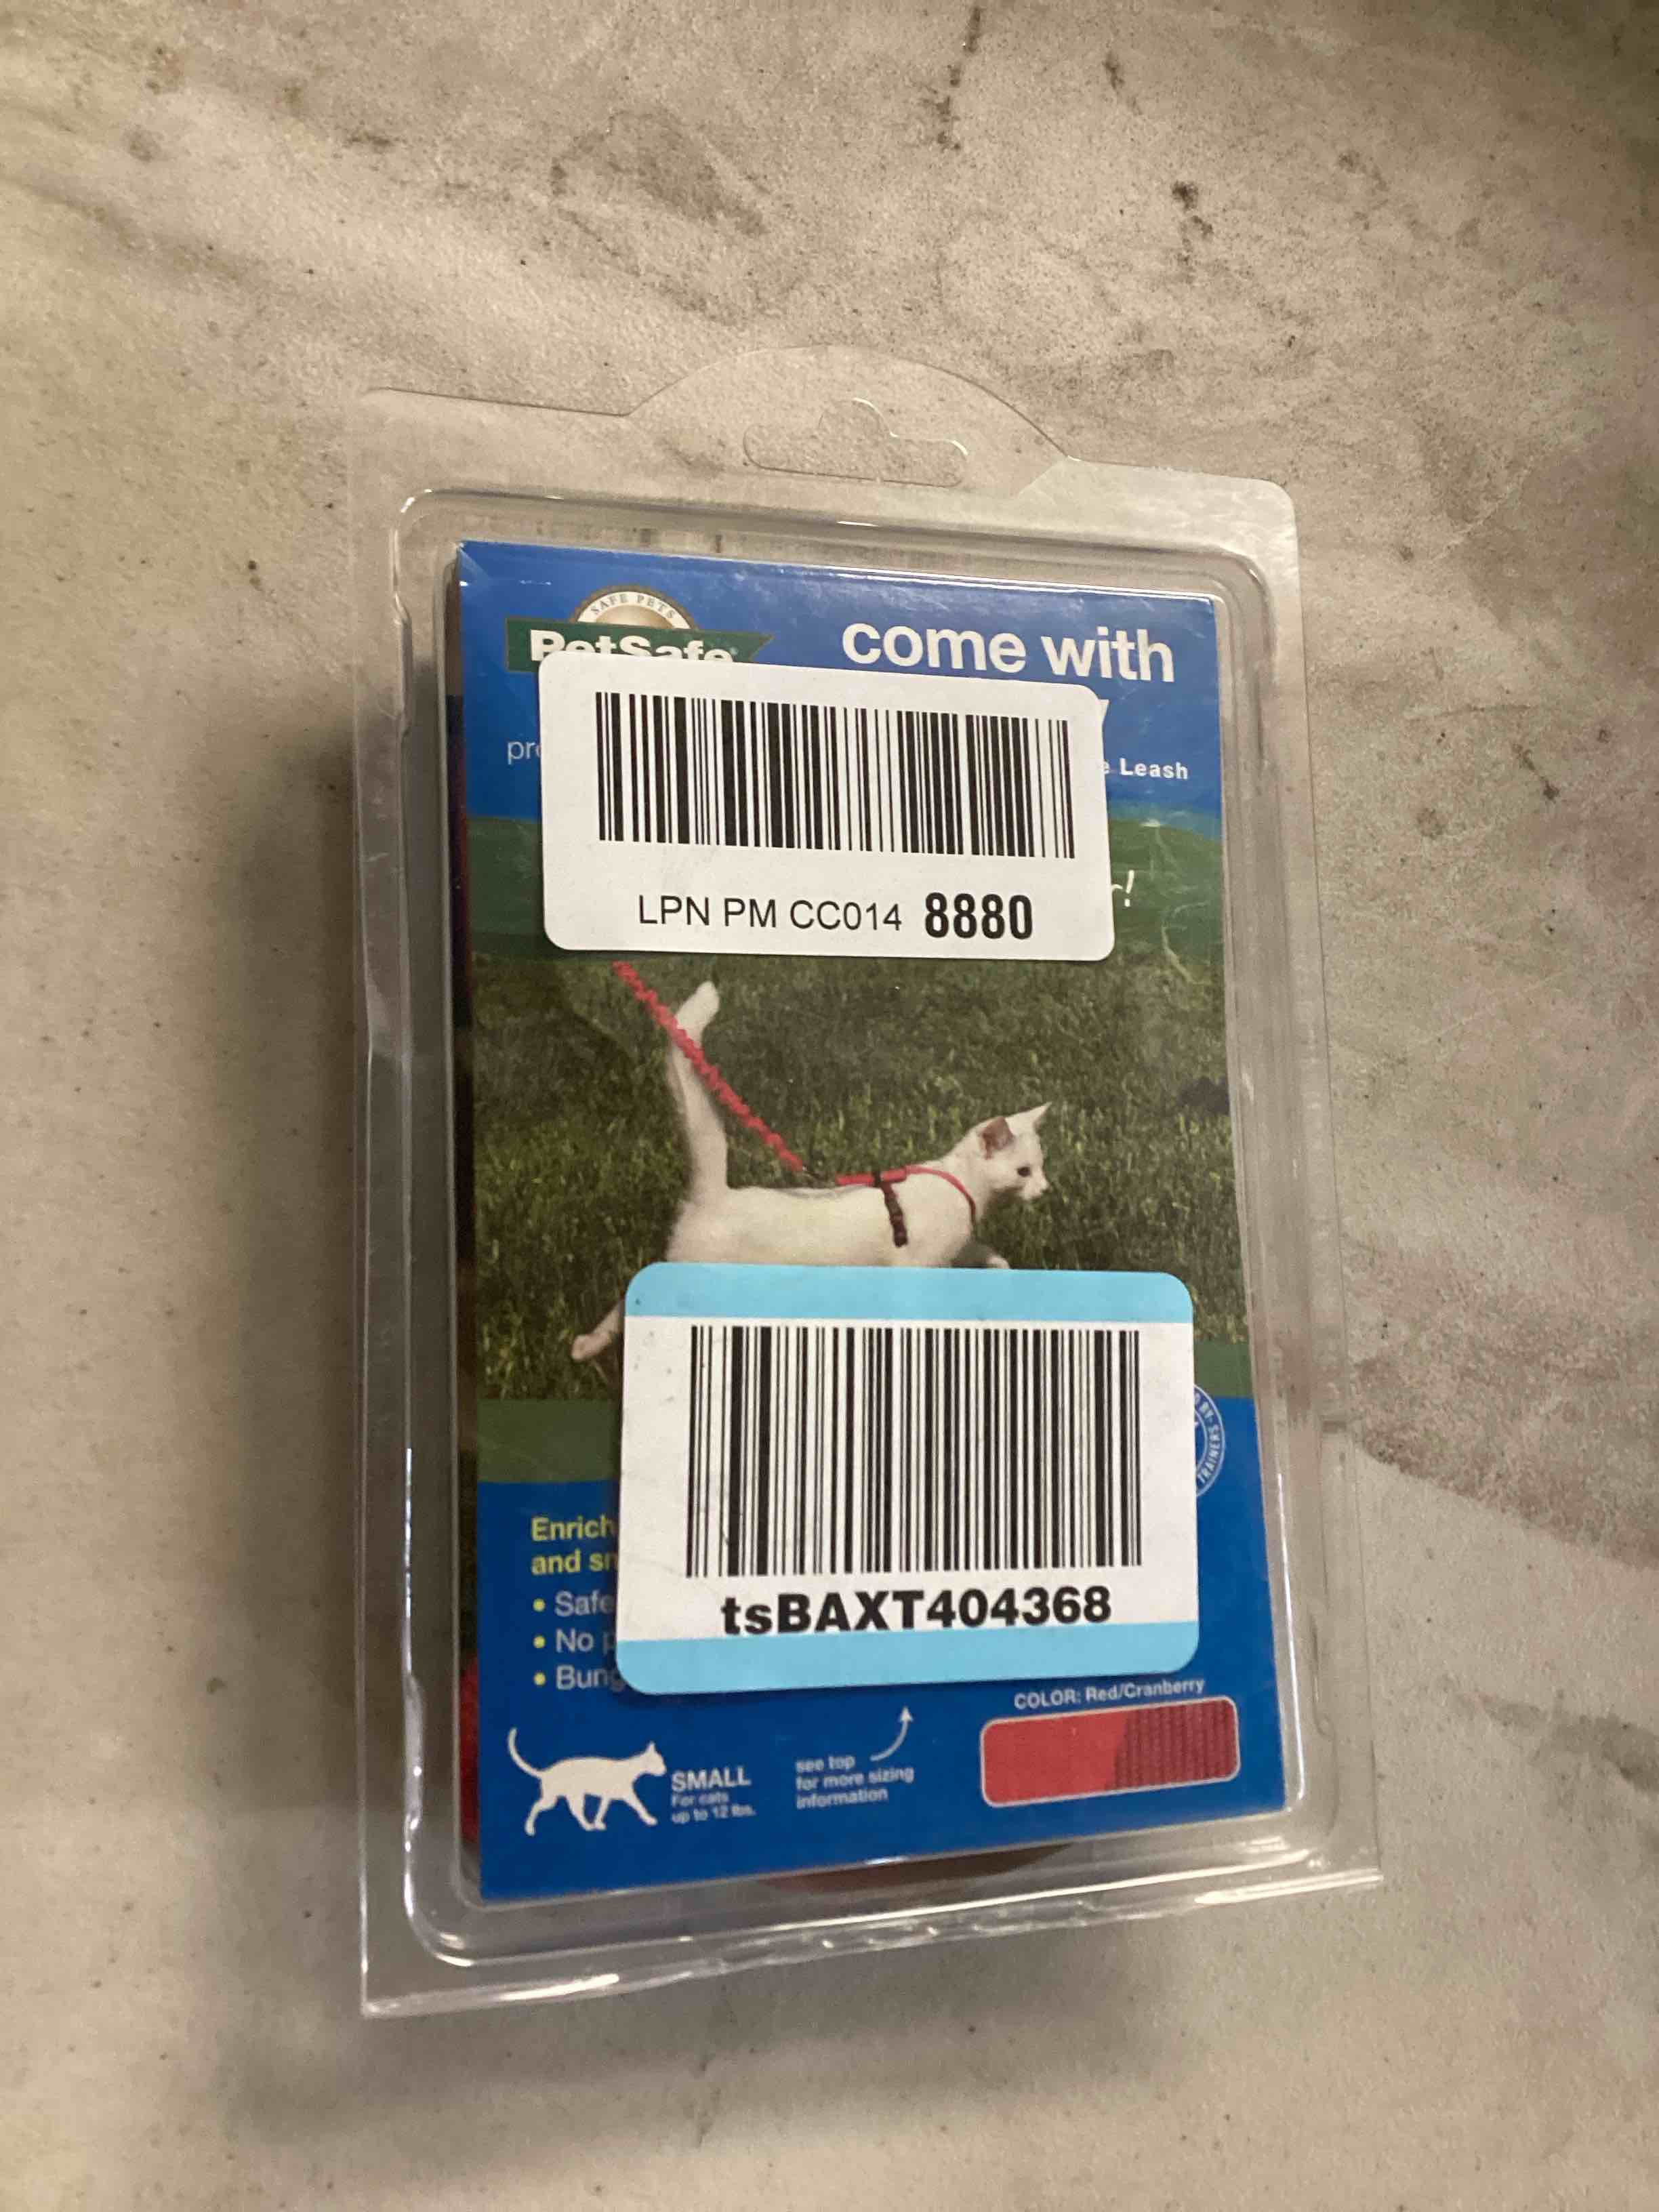 SAFE PETS
PetSafe
come with
Leash
r!
LPN PM CC014 8880
tsBAXT404368
TRAINERS
Enrich
and
• Safe
• No
• Bung
COLOR: Red/Cranberry
SMALL
For cats
up to 12 lbs.
see top
for more sizing
information